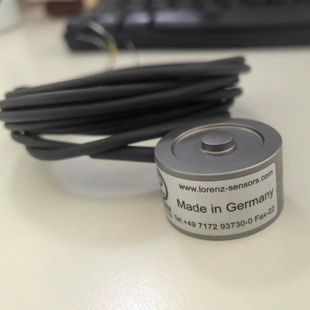 www.lorenz-sensors.com
Made in Germany
Tel.+49 7172 93730-0 Fax-22